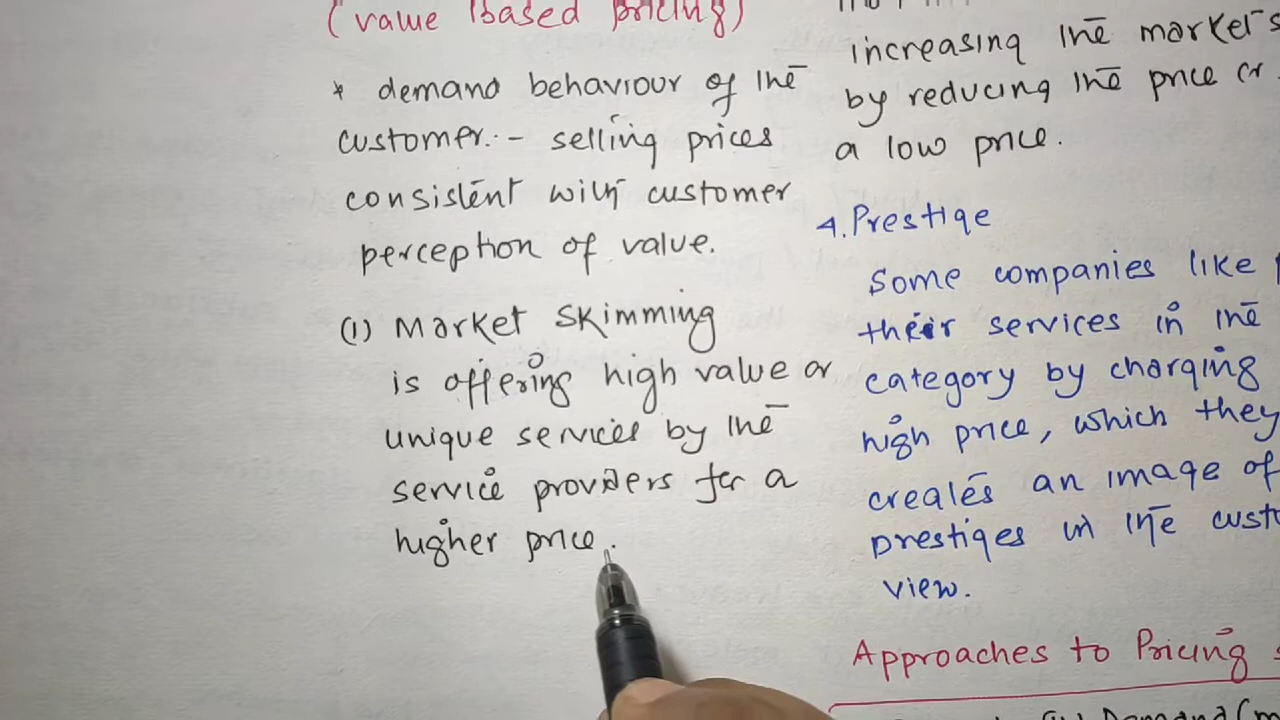 (value based pricing)
* demand behaviour of the
customer. - selling prices
consistent with customer
perception of value.
(1) Market Skimming
is offering high value or
unique services by the
service providers for a
higher price.
increasing the market s
by reducing the price or
a low price.
4. Prestige
Some companies like
their services in the
category by charging
high price, which they
creates an image of
prestiges in the custo
view.
Approaches to Pricing